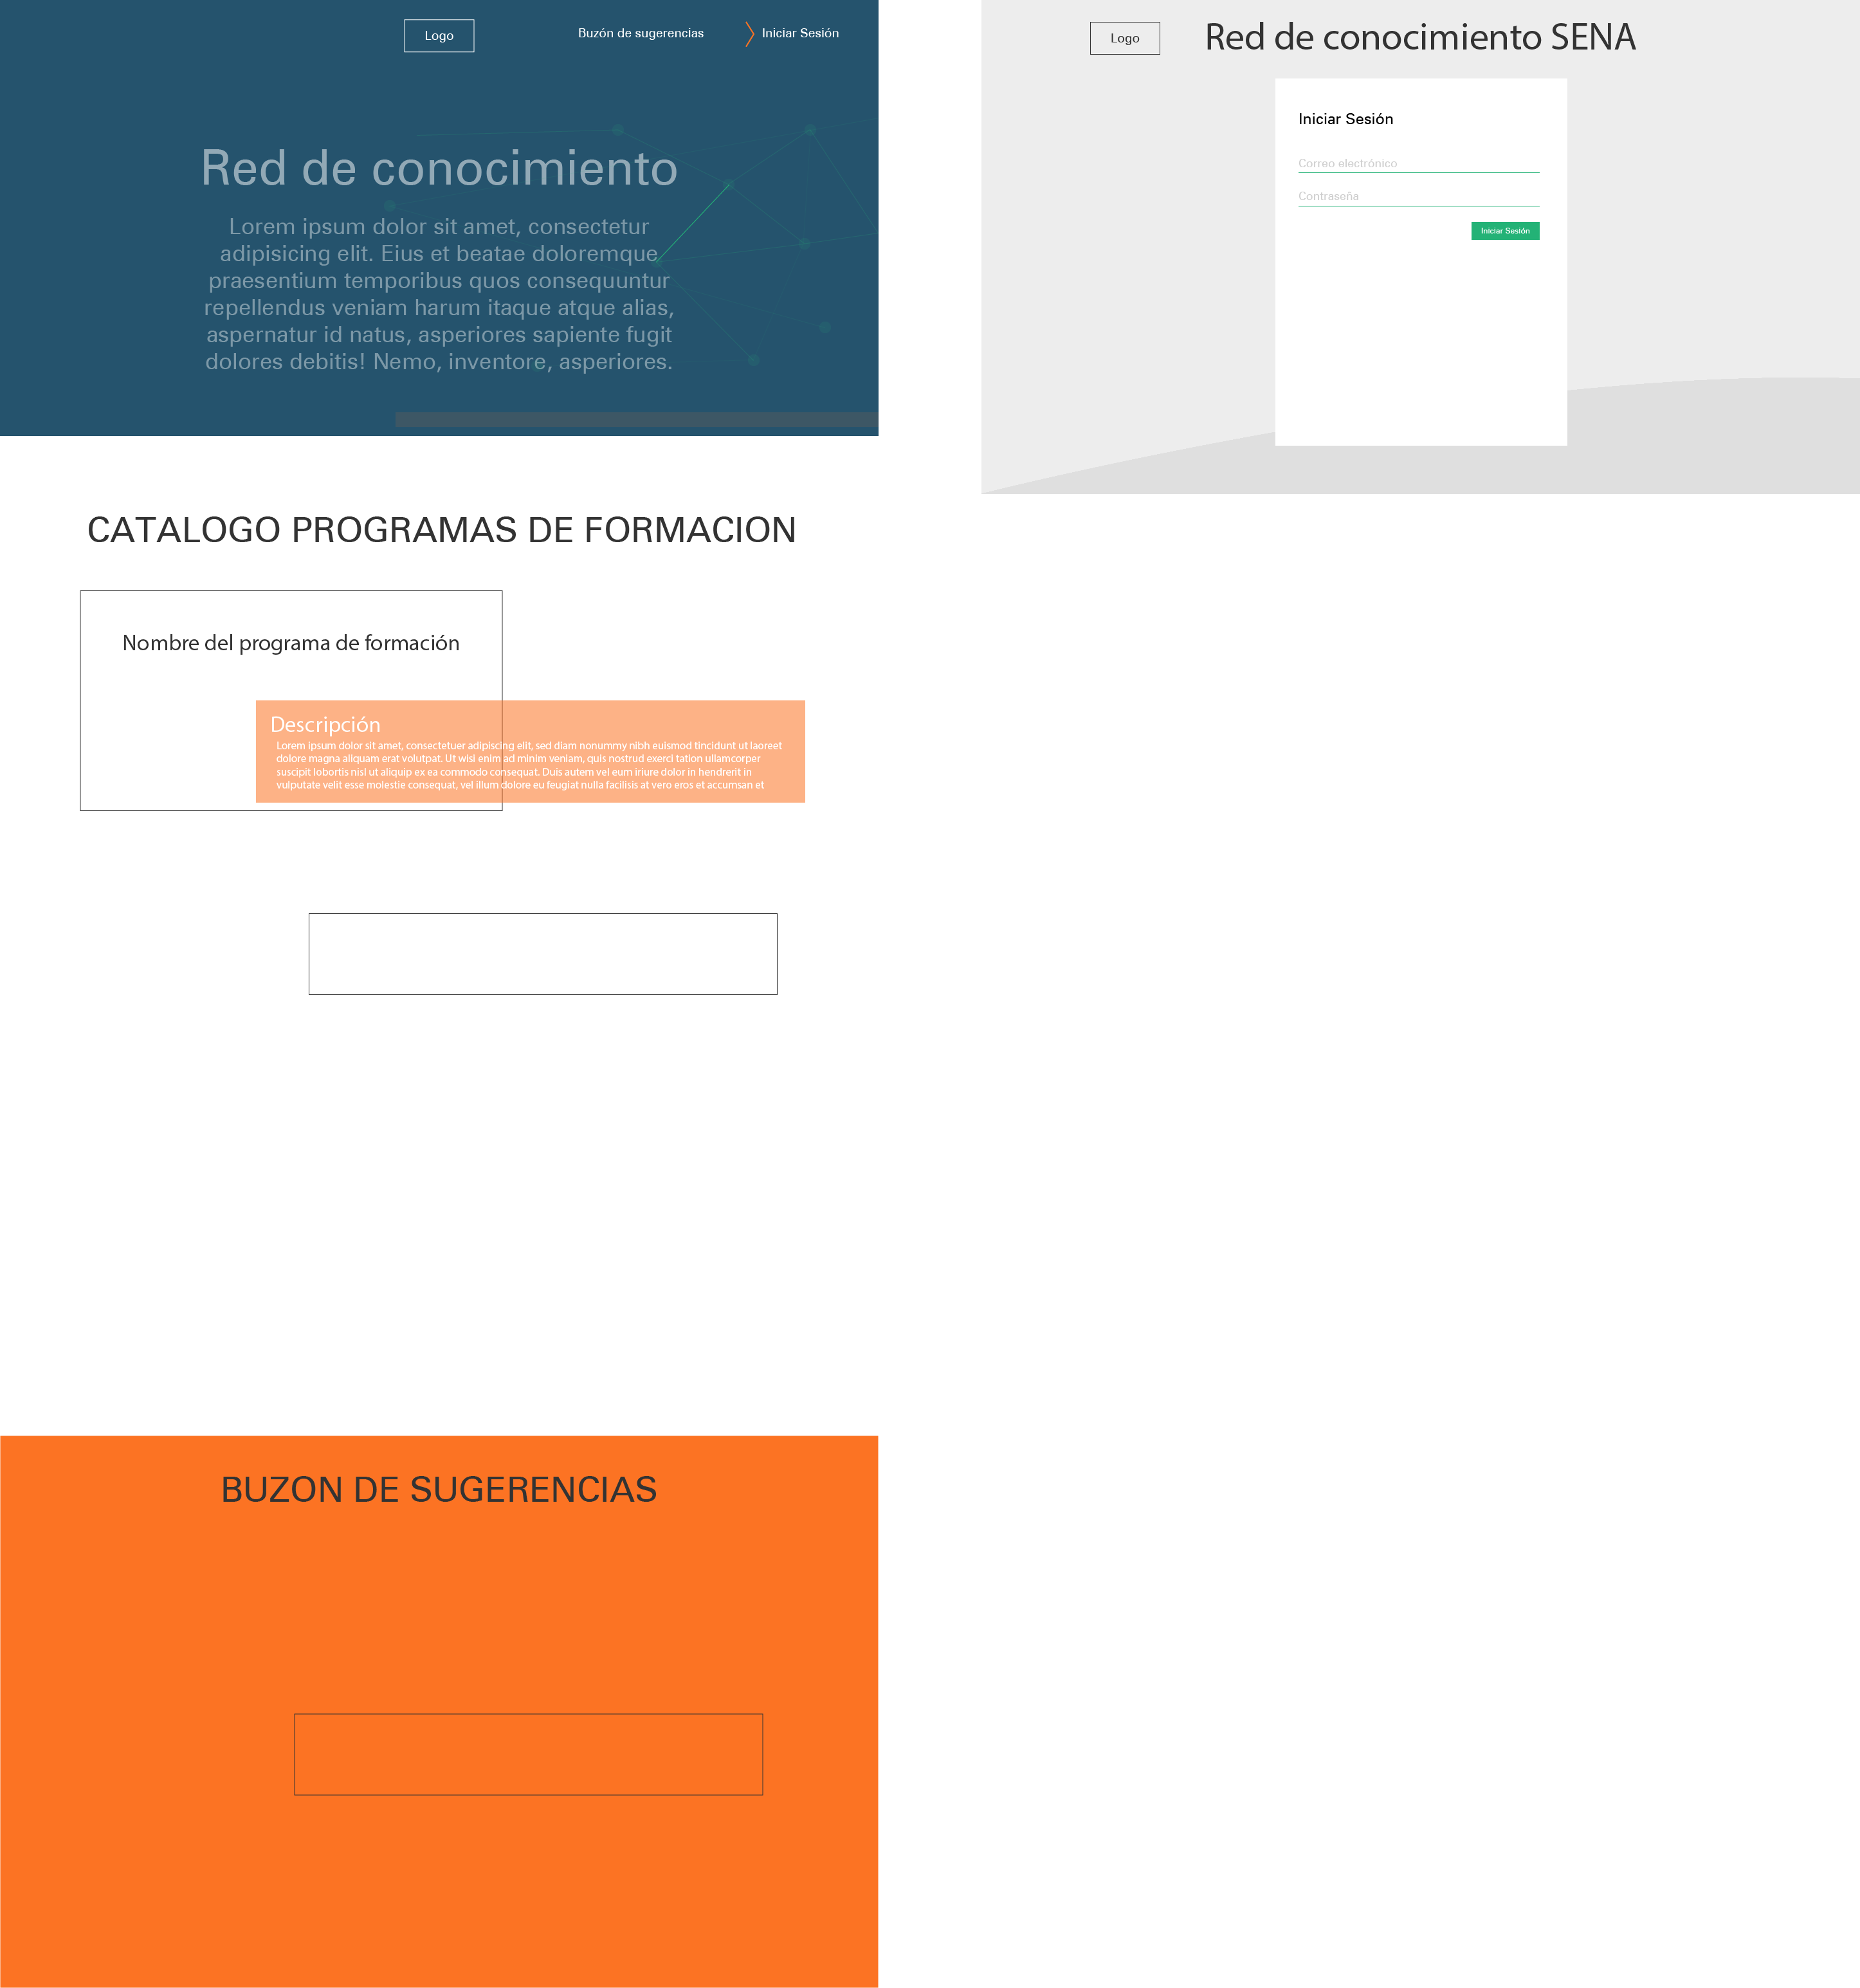 Logo
Buzón de sugerencias
Iniciar Sesión
Red de conocimiento
Lorem ipsum dolor sit amet, consectetur
adipisicing elit. Eius et beatae doloremque
praesentium temporibus quos consequuntur
repellendus veniam harum itaque atque alias,
aspernatur id natus, asperiores sapiente fugit
dolores debitis! Nemo, inventore, asperiores.
CATALOGO PROGRAMAS DE FORMACION
Nombre del programa de formación
Descripción
Lorem ipsum dolor sit amet, consectetuer adipiscing elit, sed diam nonummy nibh euismod tincidunt ut laoreet
dolore magna aliquam erat volutpat. Ut wisi enim ad minim veniam, quis nostrud exerci tation ullamcorper
suscipit lobortis nisl ut aliquip ex ea commodo consequat. Duis autem vel eum iriure dolor in hendrerit in
vulputate velit esse molestie consequat, vel illum dolore eu feugiat nulla facilisis at vero eros et accumsan et
BUZON DE SUGERENCIAS
Logo
Red de conocimiento SENA
Iniciar Sesión
Correo electrónico
Contraseña
Iniciar Sesión